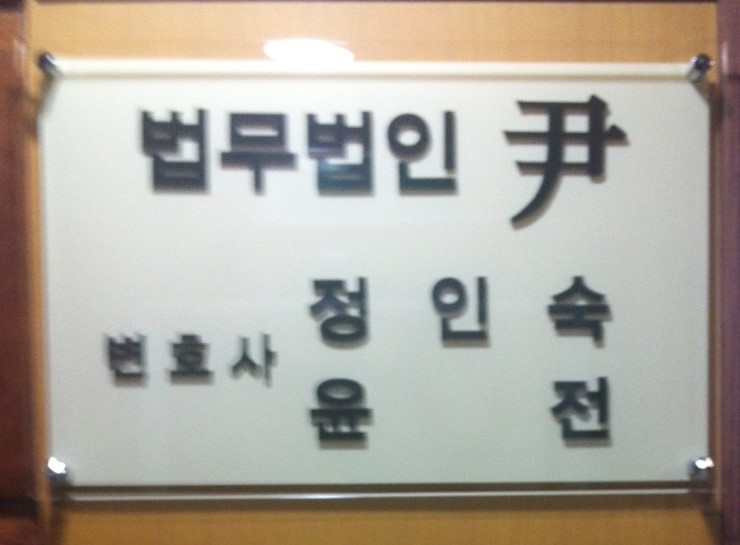 법무법인 尹
정 인 숙
변호사
윤 전